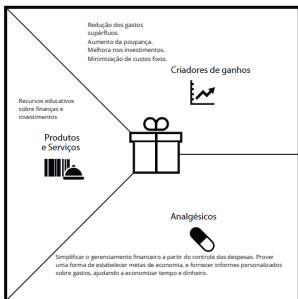 Redução dos gastos
supérfluos.
Aumento da poupança.
Melhora nos investimentos.
Minimização de custos fixos.
Criadores de ganhos
Recursos educativos
sobre finanças e
investimentos
Produtos
e Serviços
Analgésicos
Simplificar o gerenciamento financeiro a partir do controle das despesas. Prover
uma forma de estabelecer metas de economia, e fornecer informes personalizados
sobre gastos, ajudando a economizar tempo e dinheiro.